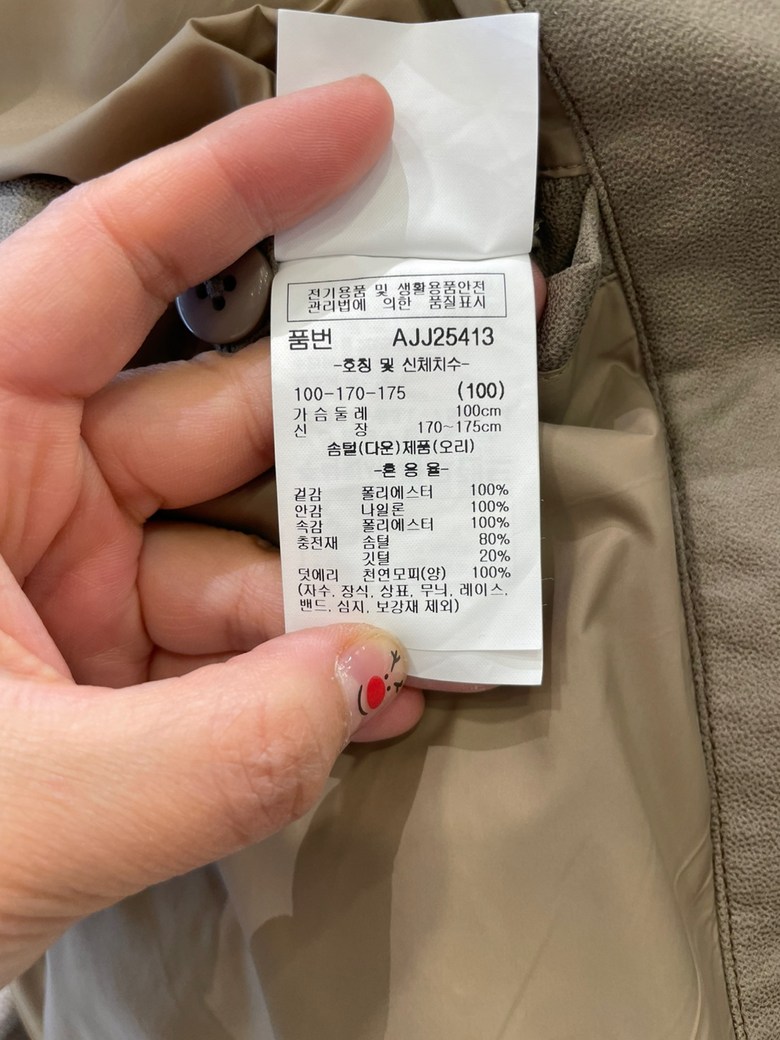 전기용품 및 생활용품안전
관리법에 의한 품질표시
품번 AJJ25413
-호칭 및 신체치수-
100-170-175 (100)
가슴둘레 100cm
신 장 170~175cm
솜털(다운)제품(오리)
-혼용율-
겉감 폴리에스터 100%
안감 나일론 100%
속감 폴리에스터 100%
충전재 솜털 80%
깃털 20%
덧에리 천연모피(양) 100%
(자수, 장식, 상표, 무늬, 레이스,
밴드, 심지, 보강재 제외)